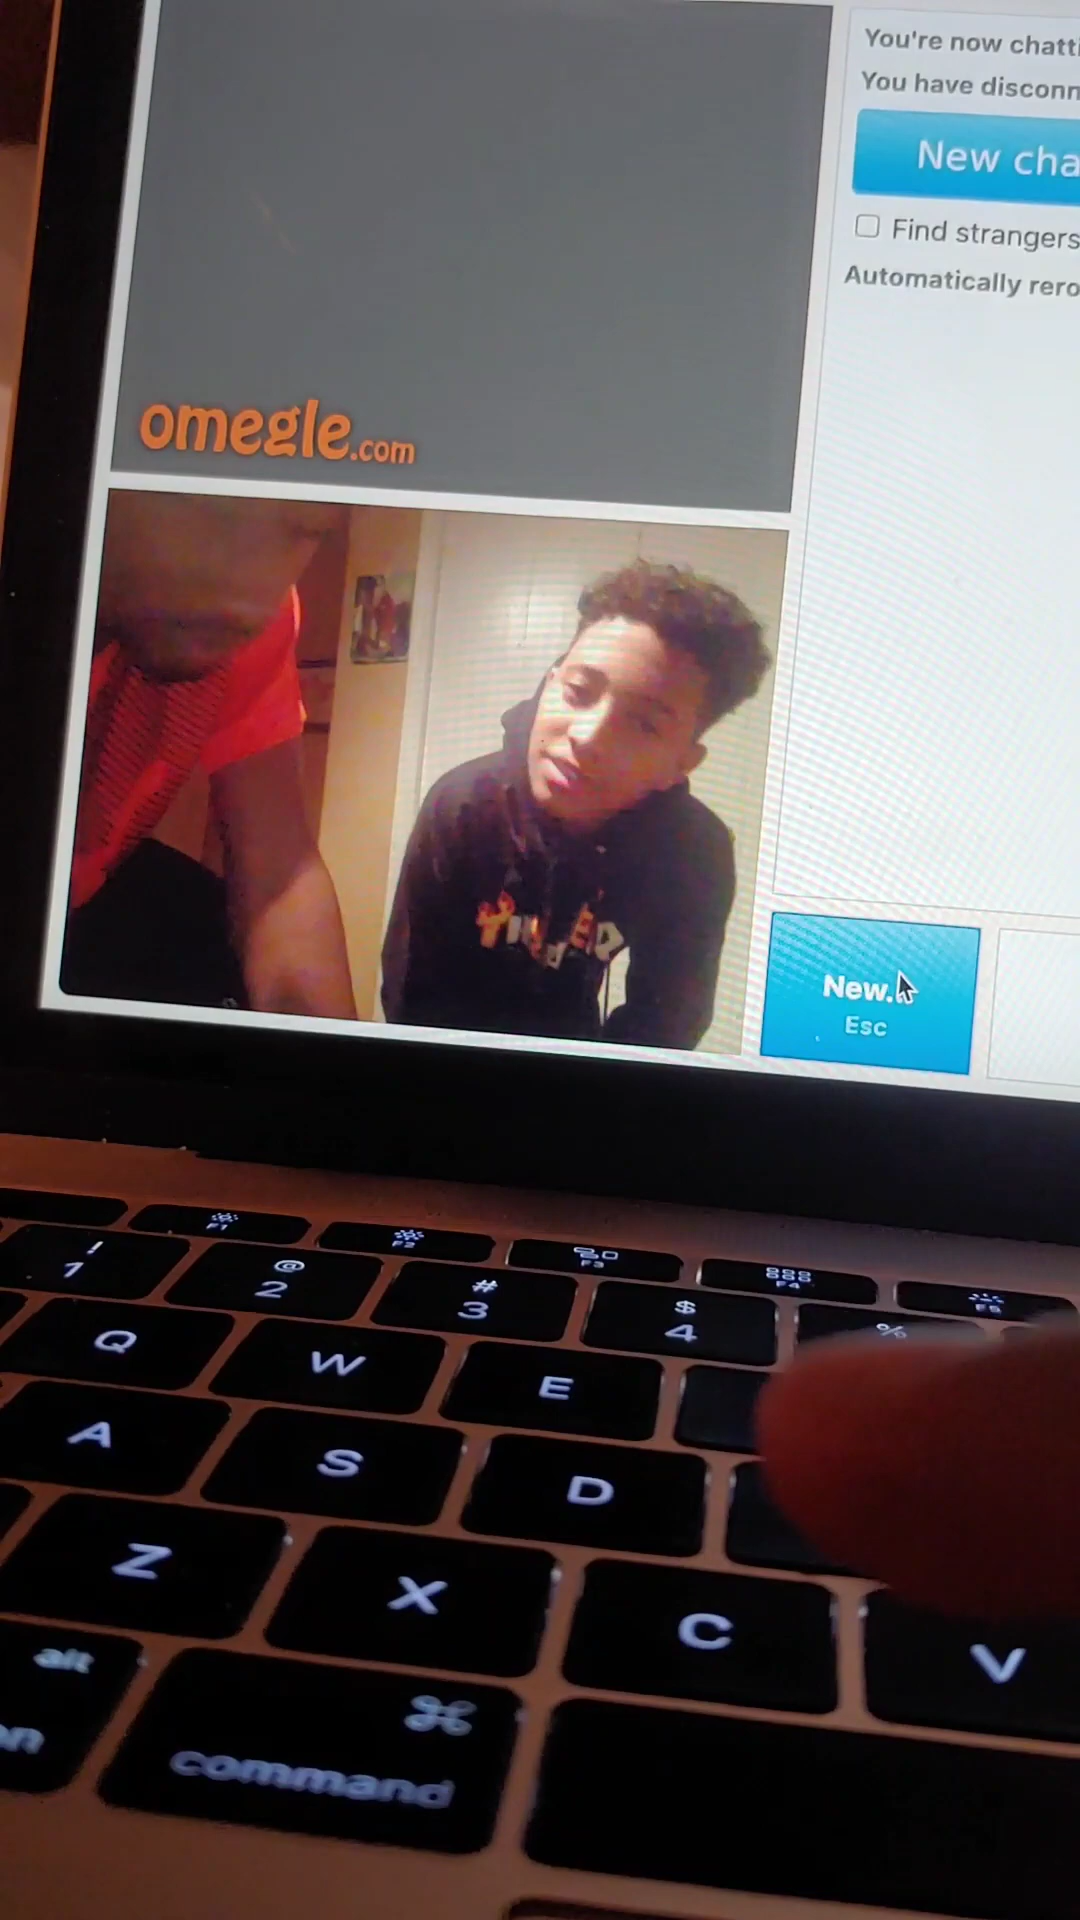 You're now chatti
You have disconn
New cha
Find strangers
Automatically rero
omegle.com
New.
Esc
F1
F2
F3
F4
F5
!
1
@
2
#
3
$
4
%
Q
W
E
A
S
D
Z
X
C
V
alt
⌘
command